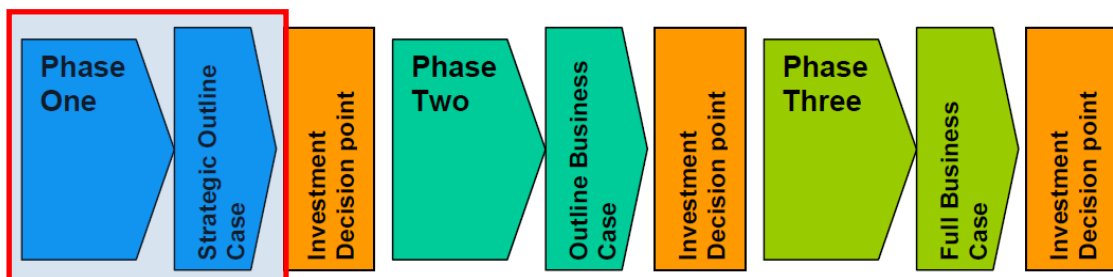 Phase
One
Strategic Outline
Case
Investment
Decision point
Phase
Two
Outline Business
Case
Investment
Decision point
Phase
Three
Full Business
Case
Investment
Decision point